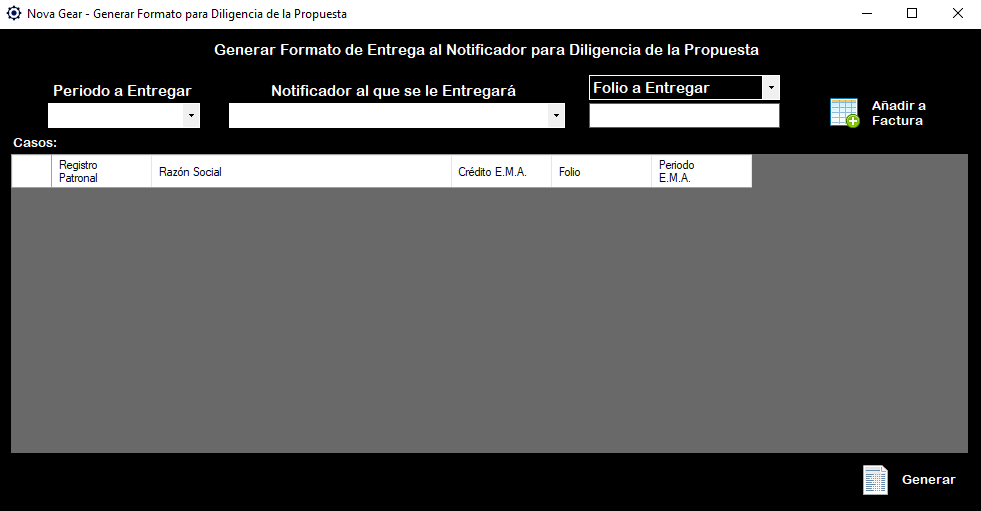 Nova Gear - Generar Formato para Diligencia de la Propuesta
Generar Formato de Entrega al Notificador para Diligencia de la Propuesta
Periodo a Entregar
Notificador al que se le Entregará
Folio a Entregar
Añadir a
Factura
Casos:
Registro
Patronal
Razón Social
Crédito E.M.A.
Folio
Periodo
E.M.A.
Generar